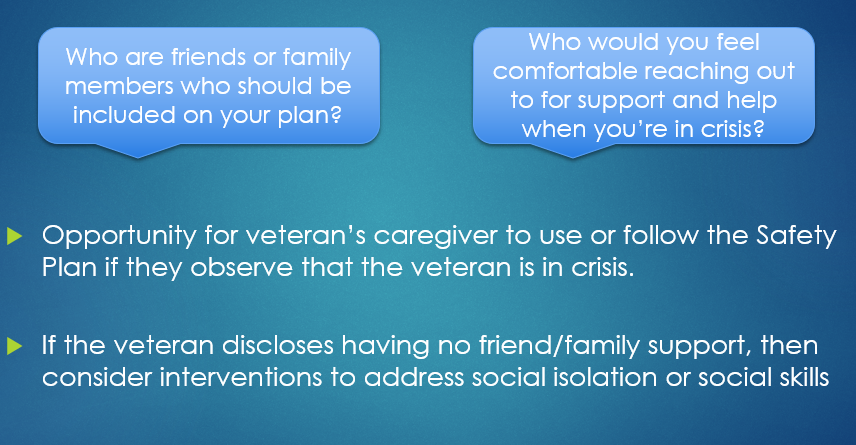 Who are friends or family
members who should be
included on your plan?
Who would you feel
comfortable reaching out
to for support and help
when you're in crisis?
Opportunity for veteran's caregiver to use or follow the Safety
Plan if they observe that the veteran is in crisis.
If the veteran discloses having no friend/family support, then
consider interventions to address social isolation or social skills